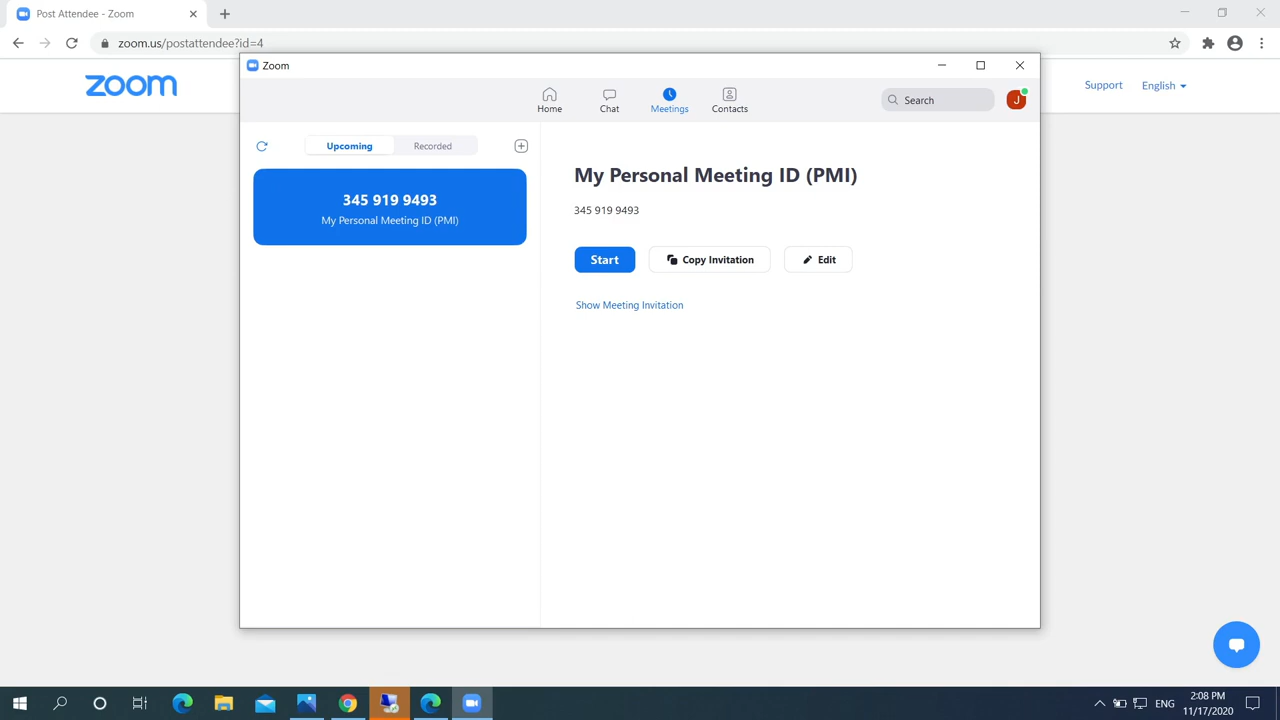 Post Attendee - Zoom
zoom.us/postattendee?id=4
zoom
Support
English
Zoom
Home
Chat
Meetings
Contacts
Search
J
Upcoming
Recorded
345 919 9493
My Personal Meeting ID (PMI)
My Personal Meeting ID (PMI)
345 919 9493
Start
Copy Invitation
Edit
Show Meeting Invitation
ENG
2:08 PM
11/17/2020